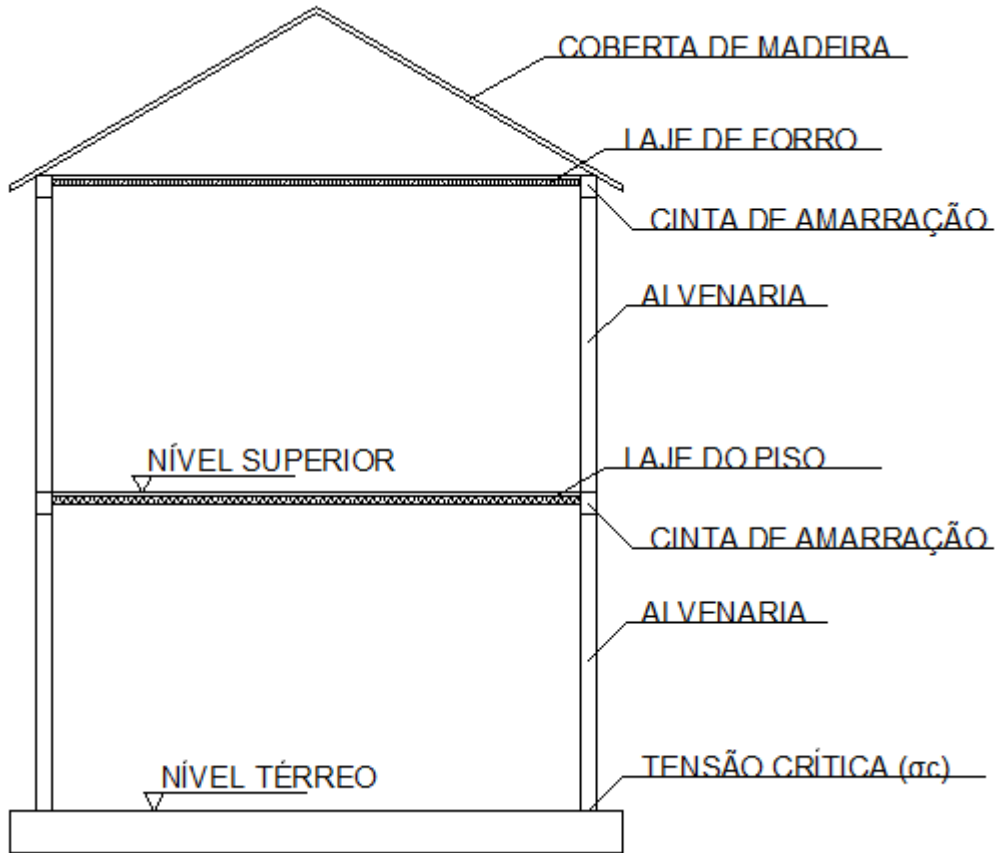 COBERTA DE MADEIRA
LAJE DE FORRO
CINTA DE AMARRAÇÃO
ALVENARIA
NÍVEL SUPERIOR
LAJE DO PISO
CINTA DE AMARRAÇÃO
ALVENARIA
NÍVEL TÉRREO
TENSÃO CRÍTICA (σc)